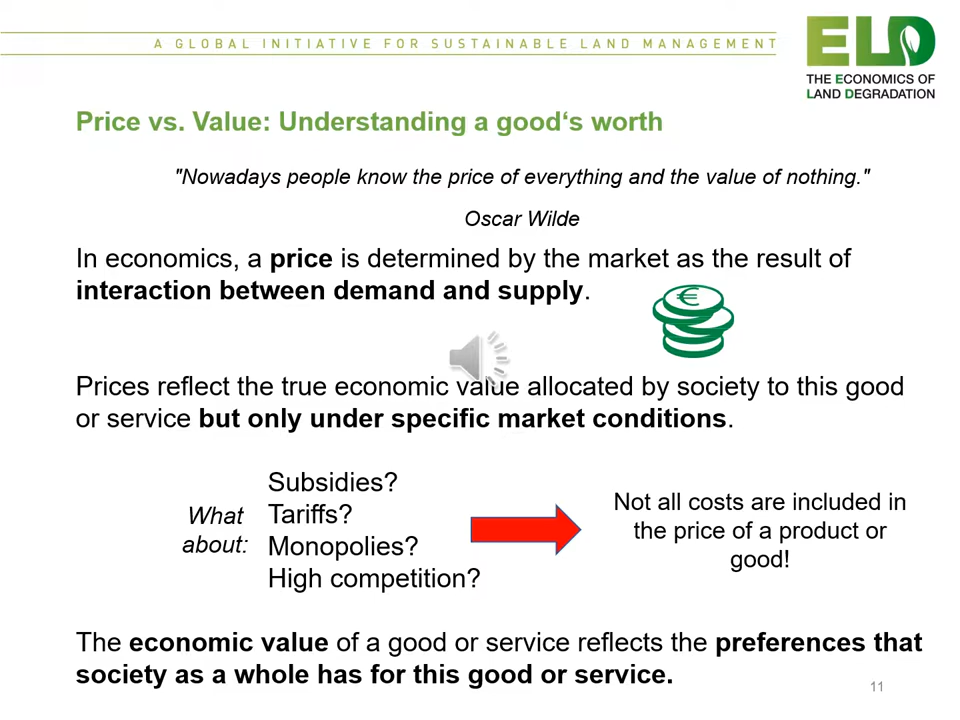 A GLOBAL INITIATIVE FOR SUSTAINABLE LAND MANAGEMENT
ELD
THE ECONOMICS OF
LAND DEGRADATION
Price vs. Value: Understanding a good‘s worth
"Nowadays people know the price of everything and the value of nothing."
Oscar Wilde
In economics, a price is determined by the market as the result of
interaction between demand and supply.
€
Prices reflect the true economic value allocated by society to this good
or service but only under specific market conditions.
What
about:
Subsidies?
Tariffs?
Monopolies?
High competition?
Not all costs are included in
the price of a product or
good!
The economic value of a good or service reflects the preferences that
society as a whole has for this good or service.
11